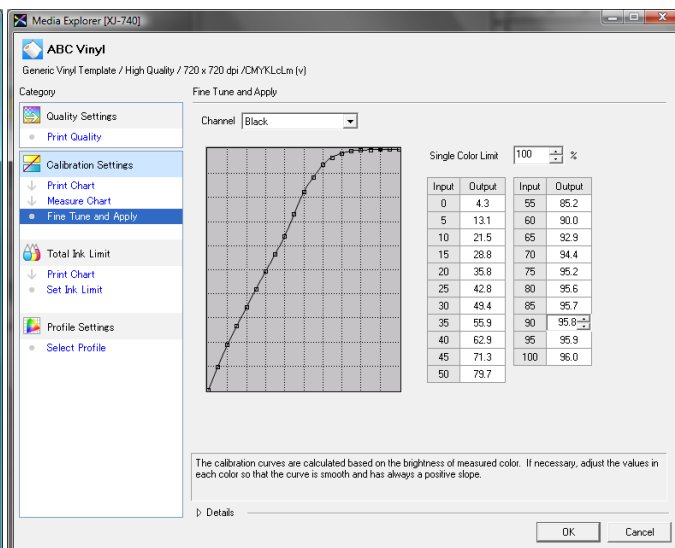 Media Explorer [XJ-740]
ABC Vinyl
Generic Vinyl Template / High Quality / 720 x 720 dpi /CMYKLcLm (v)
Category
Quality Settings
Print Quality
Calibration Settings
Print Chart
Measure Chart
Fine Tune and Apply
Total Ink Limit
Print Chart
Set Ink Limit
Profile Settings
Select Profile
Fine Tune and Apply
Channel Black
Single Color Limit 100 %
Input Output Input Output
0 4.3 55 85.2
5 13.1 60 90.0
10 21.5 65 92.9
15 28.8 70 94.4
20 35.8 75 95.2
25 42.8 80 95.6
30 49.4 85 95.7
35 55.9 90 95.8
40 62.9 95 95.9
45 71.3 100 96.0
50 79.7
The calibration curves are calculated based on the brightness of measured color. If necessary, adjust the values in
each color so that the curve is smooth and has always a positive slope.
Details
OK Cancel